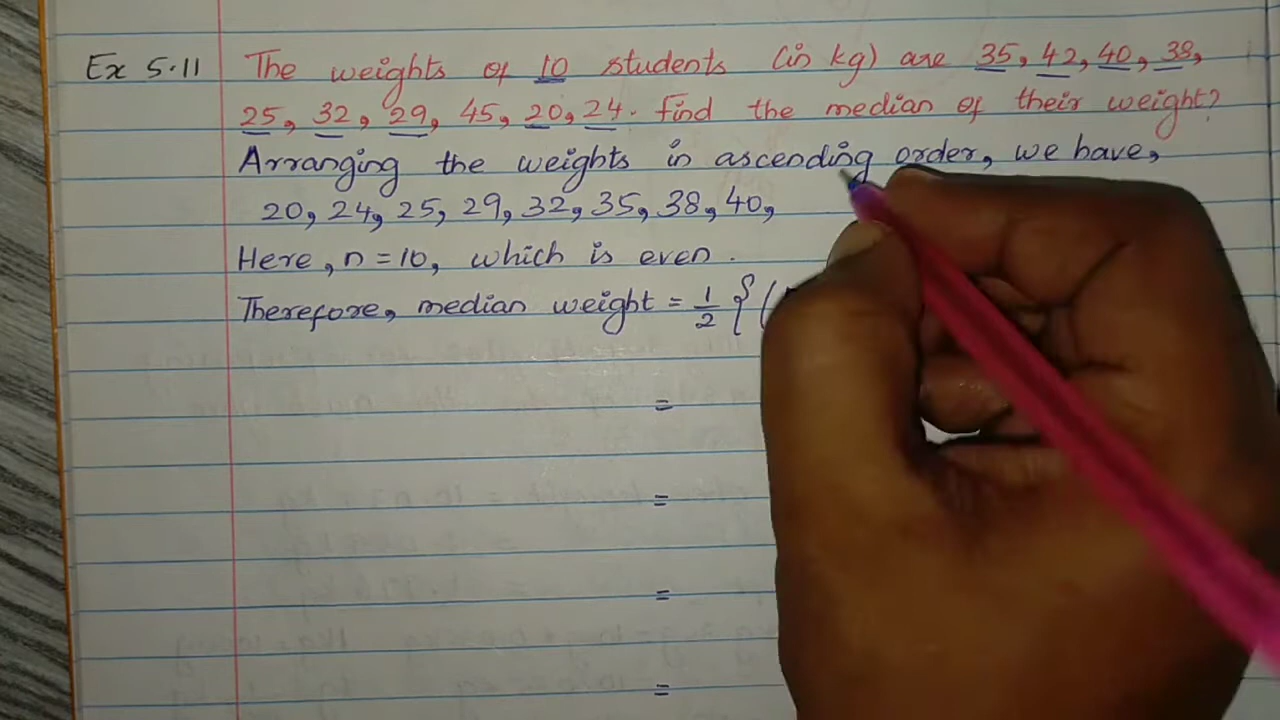 Ex 5.11 The weights of 10 students (in kg) are 35, 42, 40, 38,
25, 32, 29, 45, 20, 24. Find the median of their weight?
Arranging the weights in ascending order, we have,
20, 24, 25, 29, 32, 35, 38, 40,
Here, n = 10, which is even.
Therefore, median weight = 1/2 { (
=
=
=
=